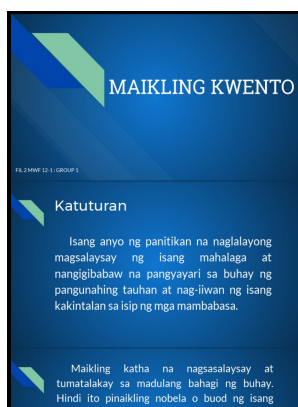 MAIKLING KWENTO
FIL 2 MWF 12-1 : GROUP 1
Katuturan
Isang anyo ng panitikan na naglalayong
magsalaysay ng isang mahalaga at
nangigibabaw na pangyayari sa buhay ng
pangunahing tauhan at nag-iiwan ng isang
kakintalan sa isip ng mga mambabasa.
Maikling katha na nagsasalaysay at
tumatalakay sa madulang bahagi ng buhay.
Hindi ito pinaikling nobela o buod ng isang